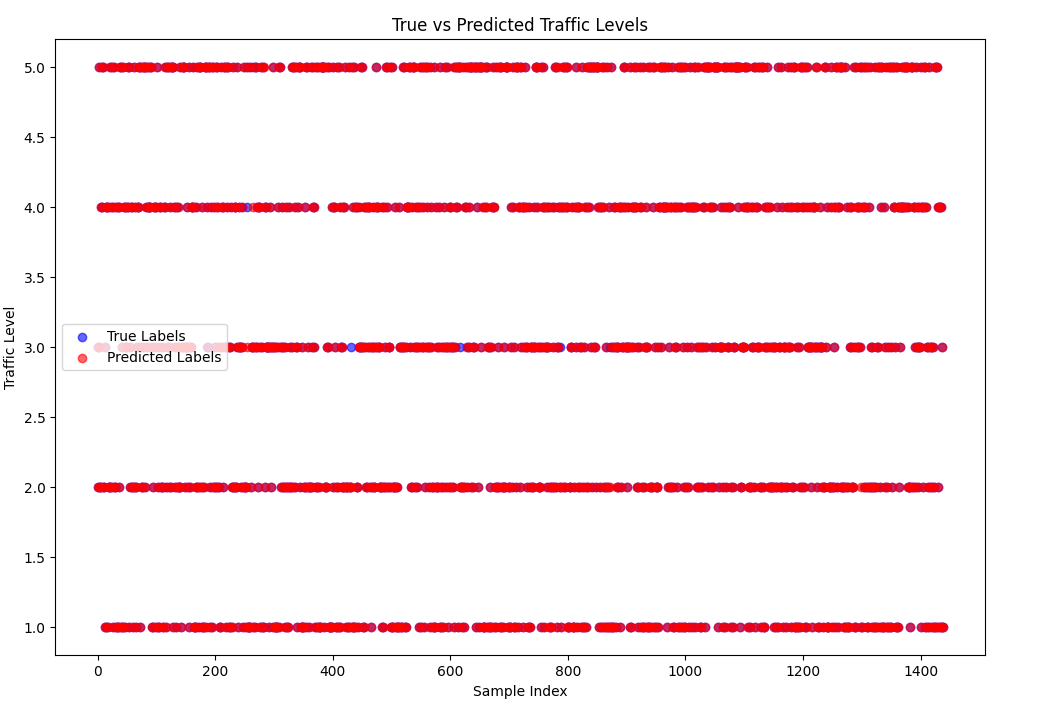 True vs Predicted Traffic Levels
5.0
4.5
4.0
3.5
3.0
2.5
2.0
1.5
1.0
Traffic Level
True Labels
Predicted Labels
0 200 400 600 800 1000 1200 1400
Sample Index